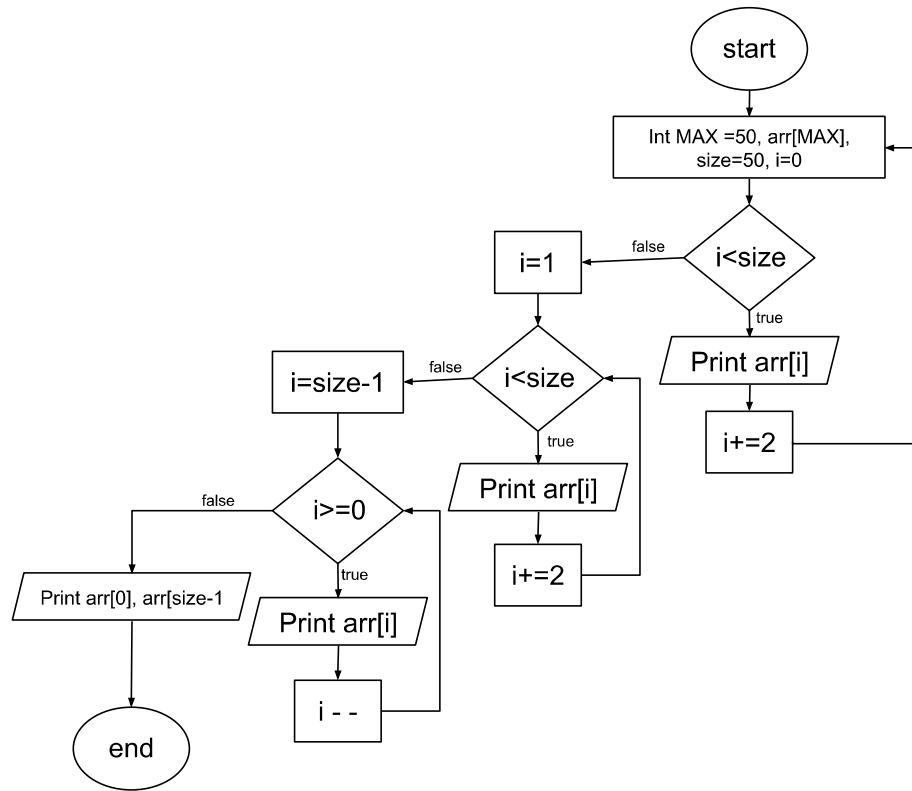 start
Int MAX =50, arr[MAX],
size=50, i=0
i<size
false
true
i=1
Print arr[i]
i+=2
i<size
false
true
i=size-1
Print arr[i]
i+=2
i>=0
false
true
Print arr[0], arr[size-1
Print arr[i]
i - -
end